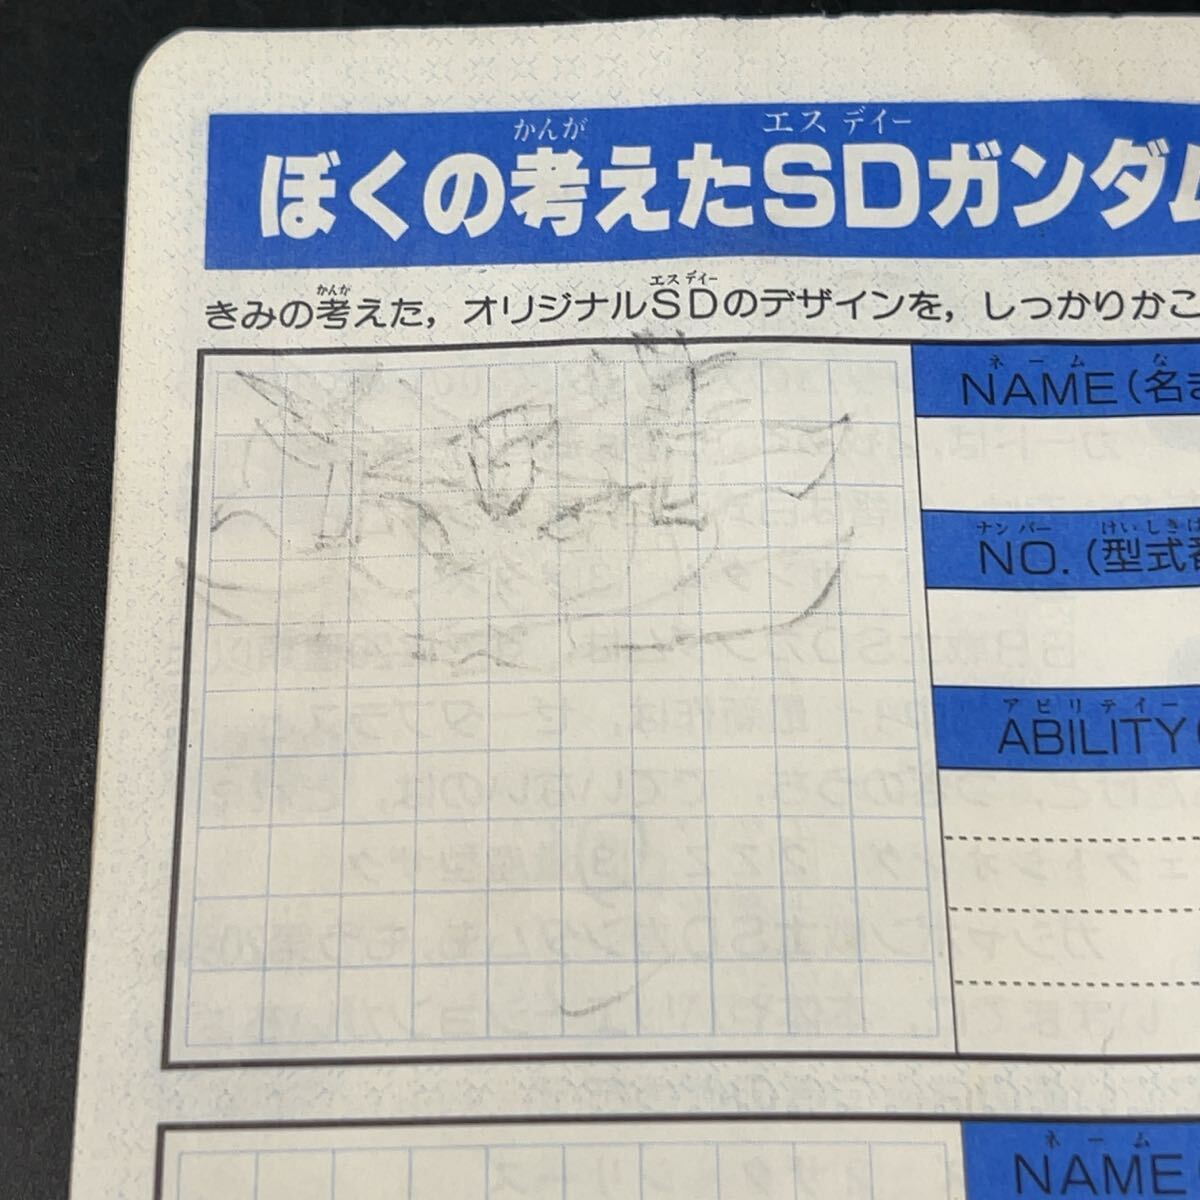 かんが エス デイー
ぼくの考えたSDガンダム
かんが エス デイー
きみの考えた，オリジナルSDのデザインを，しっかりかこ
ネーム な
NAME(名
ナンバー けいしき
NO.(型式
アビリテイー
ABILITY(
ネーム
NAME